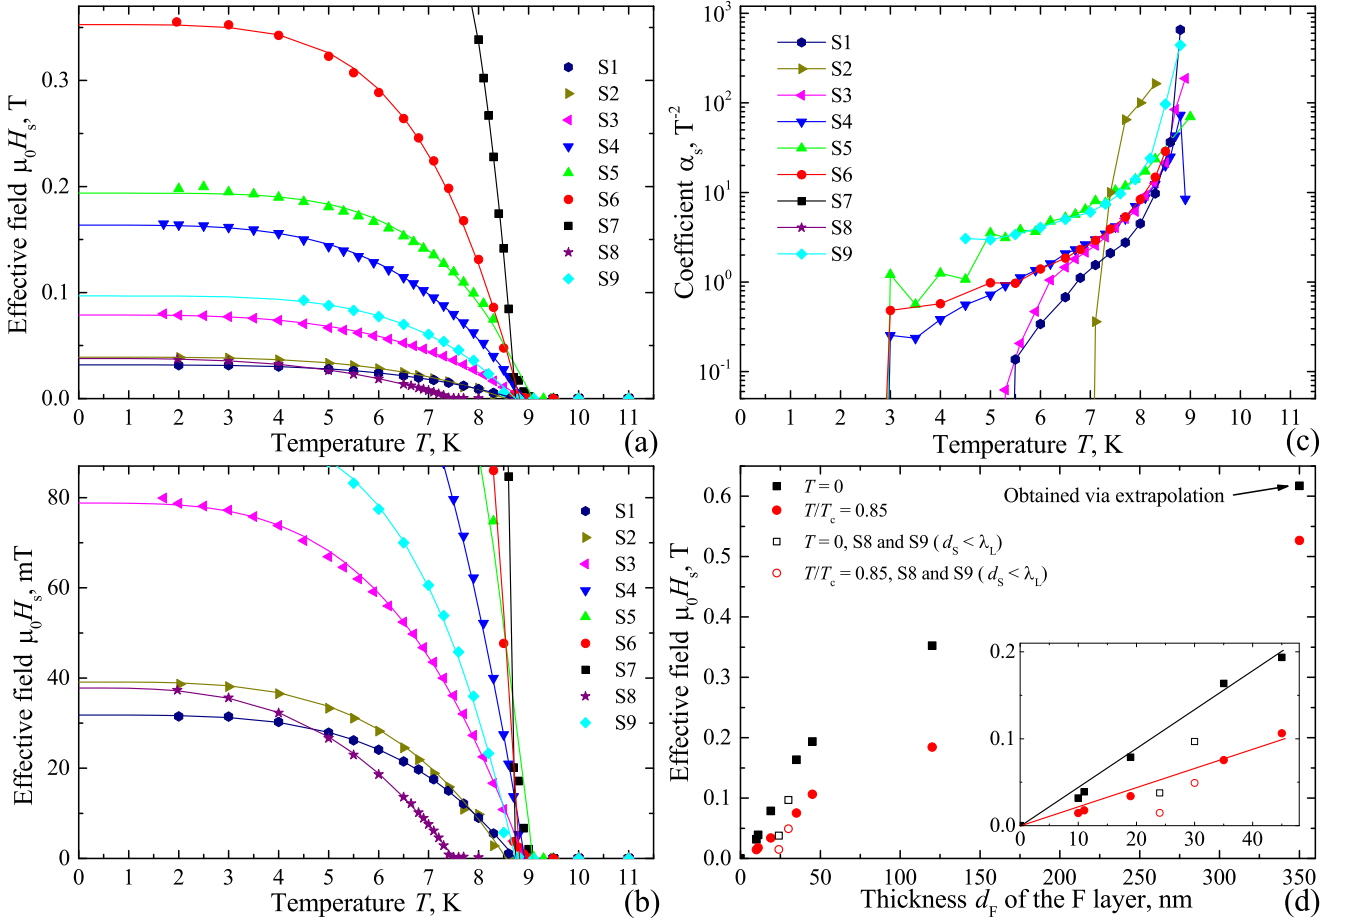 Effective field μ0Hs, T
0.3
0.2
0.1
0.0
S1
S2
S3
S4
S5
S6
S7
S8
S9
0 1 2 3 4 5 6 7 8 9 10 11
Temperature T, K
(a)
Coefficient αs, T-2
10^3
10^2
10^1
10^0
10^-1
S1
S2
S3
S4
S5
S6
S7
S8
S9
0 1 2 3 4 5 6 7 8 9 10 11
Temperature T, K
(c)
Effective field μ0Hs, mT
80
60
40
20
0
S1
S2
S3
S4
S5
S6
S7
S8
S9
0 1 2 3 4 5 6 7 8 9 10 11
Temperature T, K
(b)
Effective field μ0Hs, T
0.6
0.5
0.4
0.3
0.2
0.1
0.0
T = 0
T/Tc = 0.85
T = 0, S8 and S9 ( dS < λL)
T/Tc = 0.85, S8 and S9 ( dS < λL)
Obtained via extrapolation
0.2
0.1
0.0
0 10 20 30 40
0 50 100 150 200 250 300 350
Thickness dF of the F layer, nm
(d)